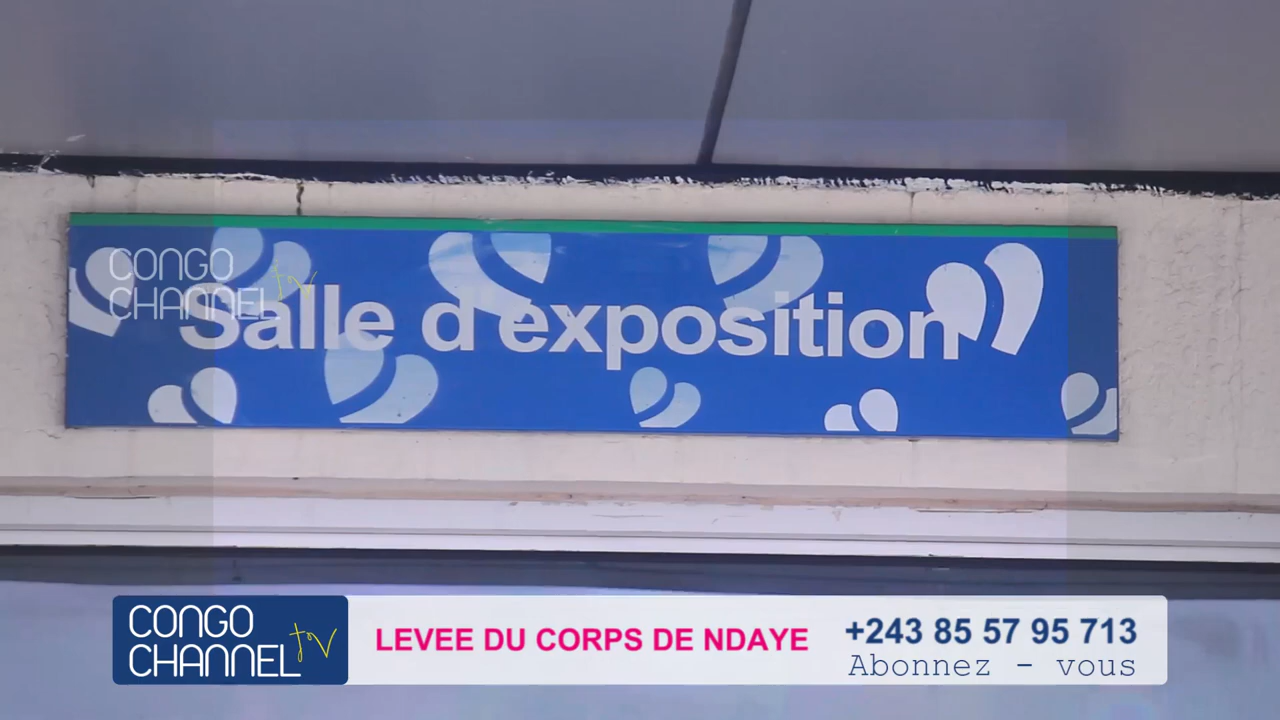 CONGO
CHANNEL tv
Salle d'exposition
CONGO
CHANNEL tv
LEVEE DU CORPS DE NDAYE
+243 85 57 95 713
Abonnez - vous